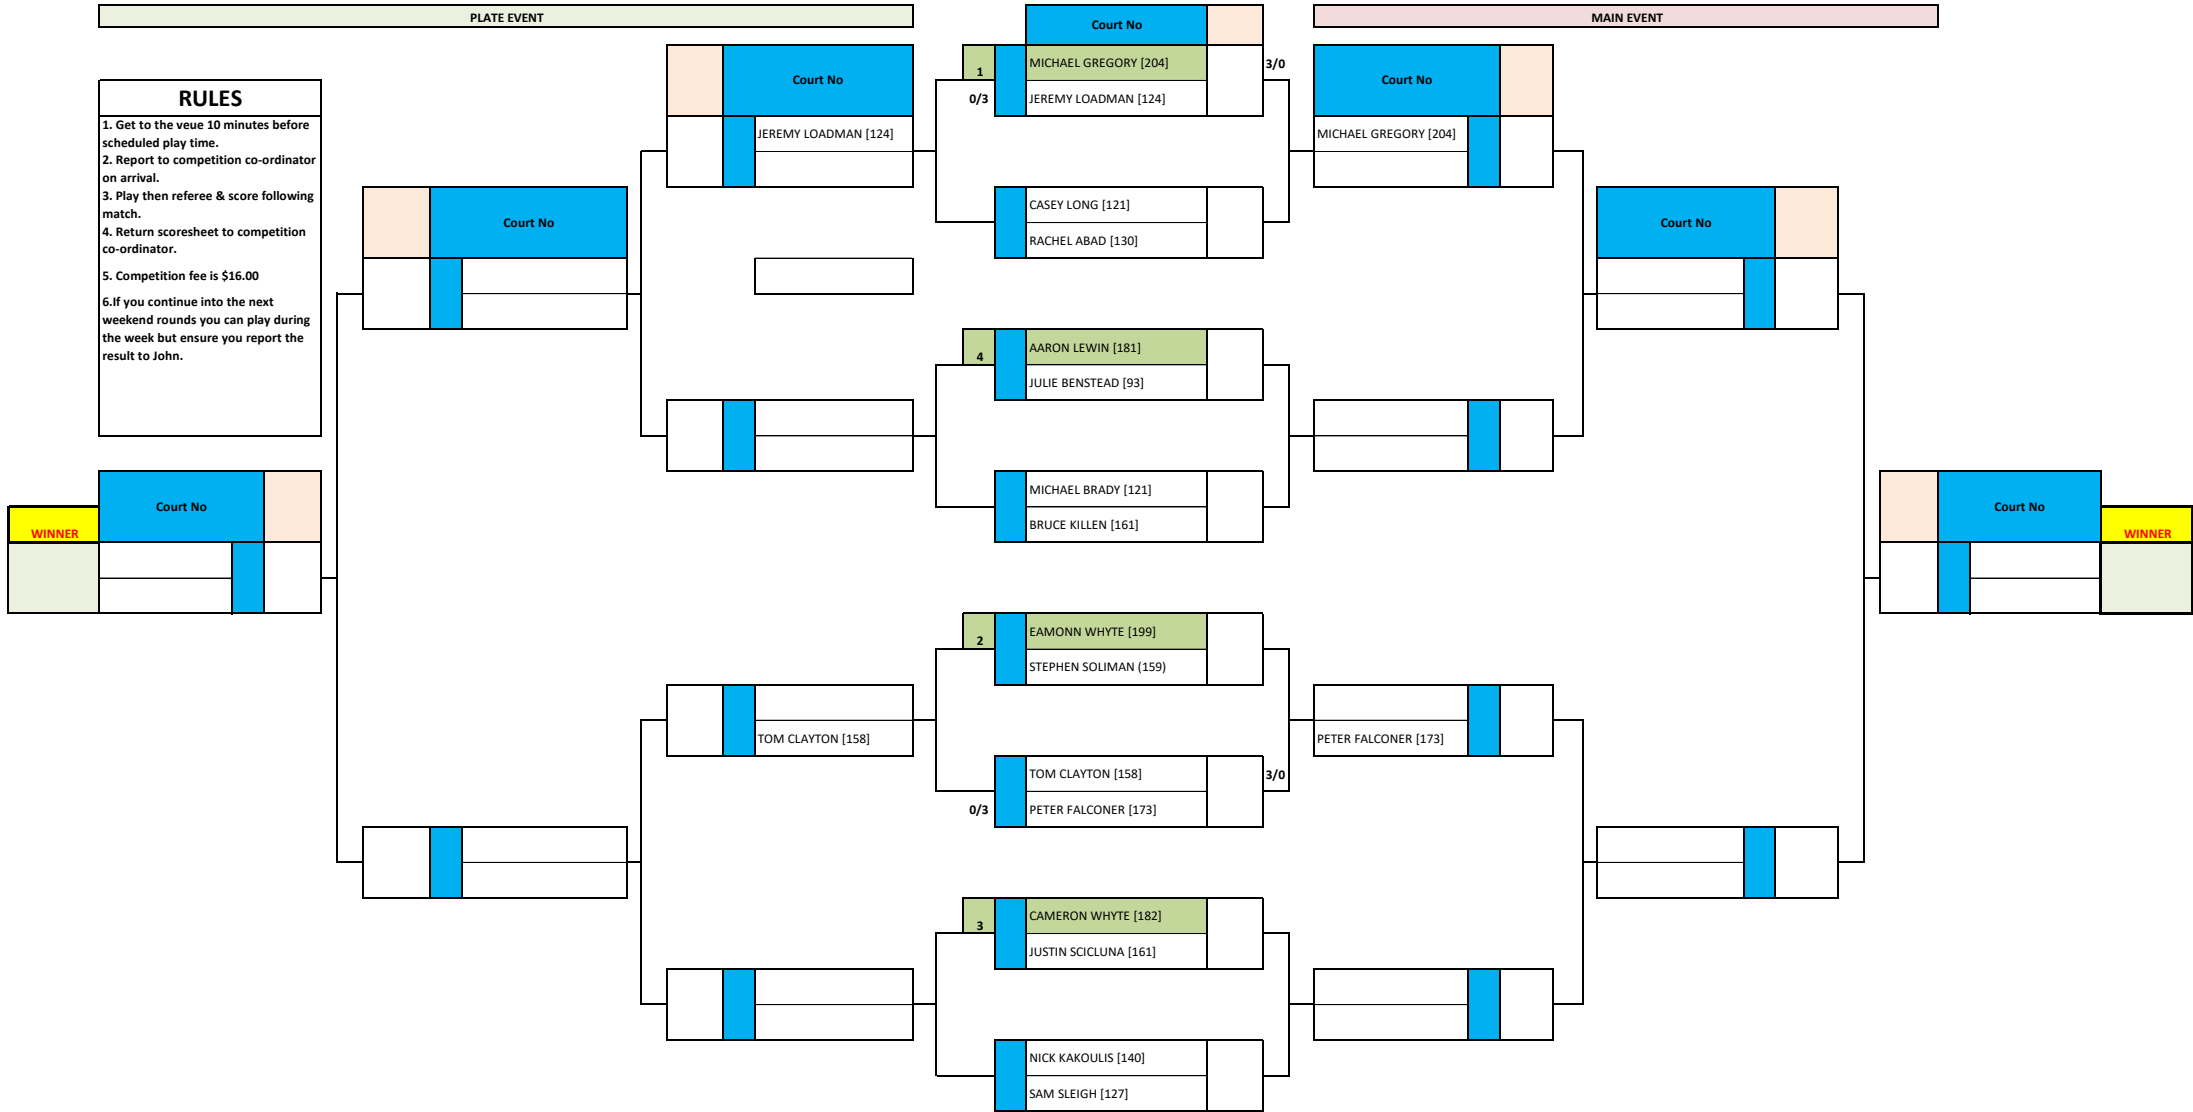 PLATE EVENT
Court No
MAIN EVENT
RULES
1. Get to the veue 10 minutes before
scheduled play time.
2. Report to competition co-ordinator
on arrival.
3. Play then referee & score following
match.
4. Return scoresheet to competition
co-ordinator.
5. Competition fee is $16.00
6.If you continue into the next
weekend rounds you can play during
the week but ensure you report the
result to John.
Court No
WINNER
Court No
Court No
JEREMY LOADMAN [124]
TOM CLAYTON [158]
1
0/3
MICHAEL GREGORY [204]
3/0
JEREMY LOADMAN [124]
CASEY LONG [121]
RACHEL ABAD [130]
4
AARON LEWIN [181]
JULIE BENSTEAD [93]
MICHAEL BRADY [121]
BRUCE KILLEN [161]
2
EAMONN WHYTE [199]
STEPHEN SOLIMAN (159)
TOM CLAYTON [158]
3/0
0/3
PETER FALCONER [173]
3
CAMERON WHYTE [182]
JUSTIN SCICLUNA [161]
NICK KAKOULIS [140]
SAM SLEIGH [127]
Court No
MICHAEL GREGORY [204]
PETER FALCONER [173]
Court No
Court No
WINNER